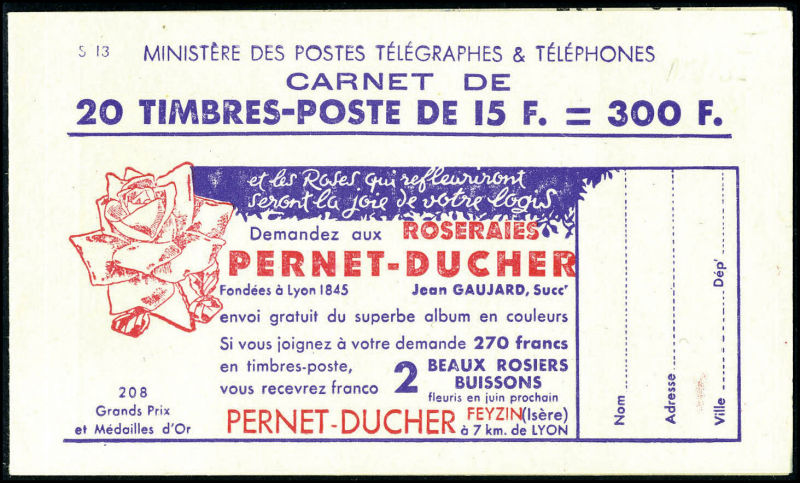 S 13
MINISTÈRE DES POSTES TÉLÉGRAPHES & TÉLÉPHONES
CARNET DE
20 TIMBRES-POSTE DE 15 F. = 300 F.
et les Roses qui refleuriront
seront la joie de votre logis
Demandez aux ROSERAIES
PERNET-DUCHER
Fondées à Lyon 1845 Jean GAUJARD, Succr
envoi gratuit du superbe album en couleurs
Si vous joignez à votre demande 270 francs
en timbres-poste,
vous recevrez franco
2 BEAUX ROSIERS
BUISSONS
fleuris en juin prochain
208
Grands Prix
et Médailles d'Or
PERNET-DUCHER FEYZIN (Isère)
à 7 km. de LYON
Nom
Adresse
Ville Dép'